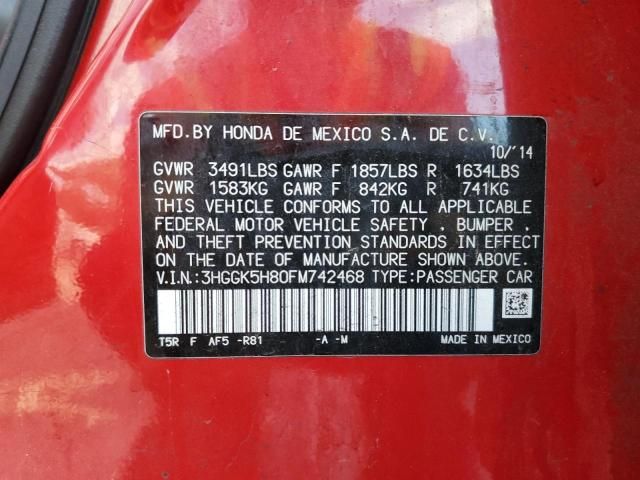 MFD.BY HONDA DE MEXICO S.A. DE C.V.
10/'14
GVWR 3491LBS GAWR F 1857LBS R 1634LBS
GVWR 1583KG GAWR F 842KG R 741KG
THIS VEHICLE CONFORMS TO ALL APPLICABLE
FEDERAL MOTOR VEHICLE SAFETY , BUMPER ,
AND THEFT PREVENTION STANDARDS IN EFFECT
ON THE DATE OF MANUFACTURE SHOWN ABOVE.
V.I.N:3HGGK5H80FM742468 TYPE:PASSENGER CAR
T5R F AF5 -R81 -A -M MADE IN MEXICO